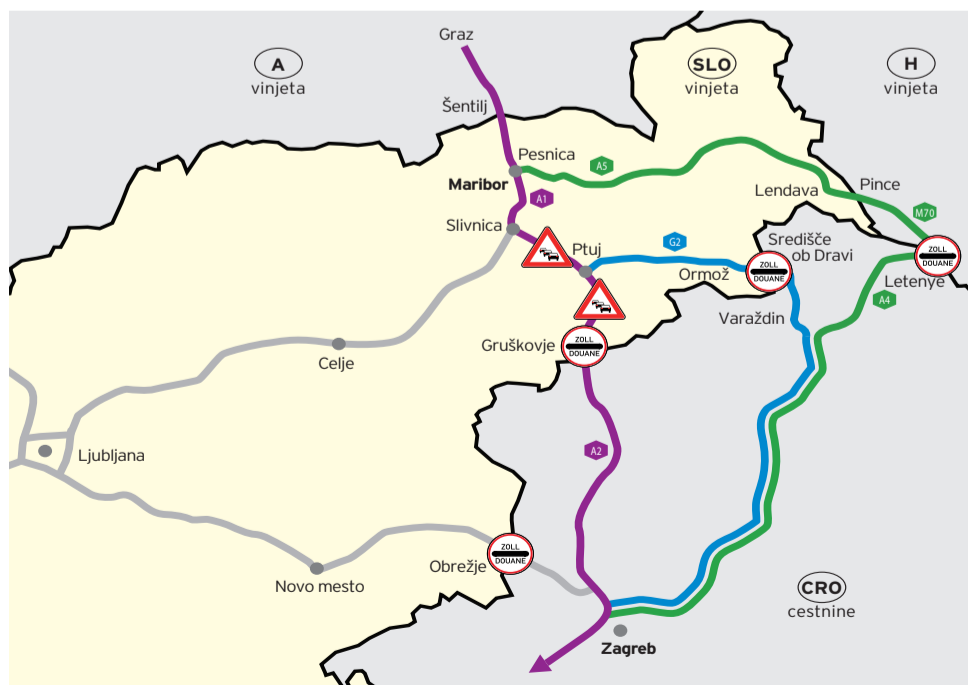 Graz
A
vinjeta
SLO
vinjeta
H
vinjeta
Šentilj
Pesnica
A5
Maribor
A1
Lendava
Pince
M70
Slivnica
Ptuj
G2
Središče
ob Dravi
ZOLL
DOUANE
Ormož
ZOLL
DOUANE
Letenye
A4
Varaždin
Gruškovje
ZOLL
DOUANE
Celje
A2
Ljubljana
ZOLL
DOUANE
Obrežje
Novo mesto
CRO
cestnine
Zagreb